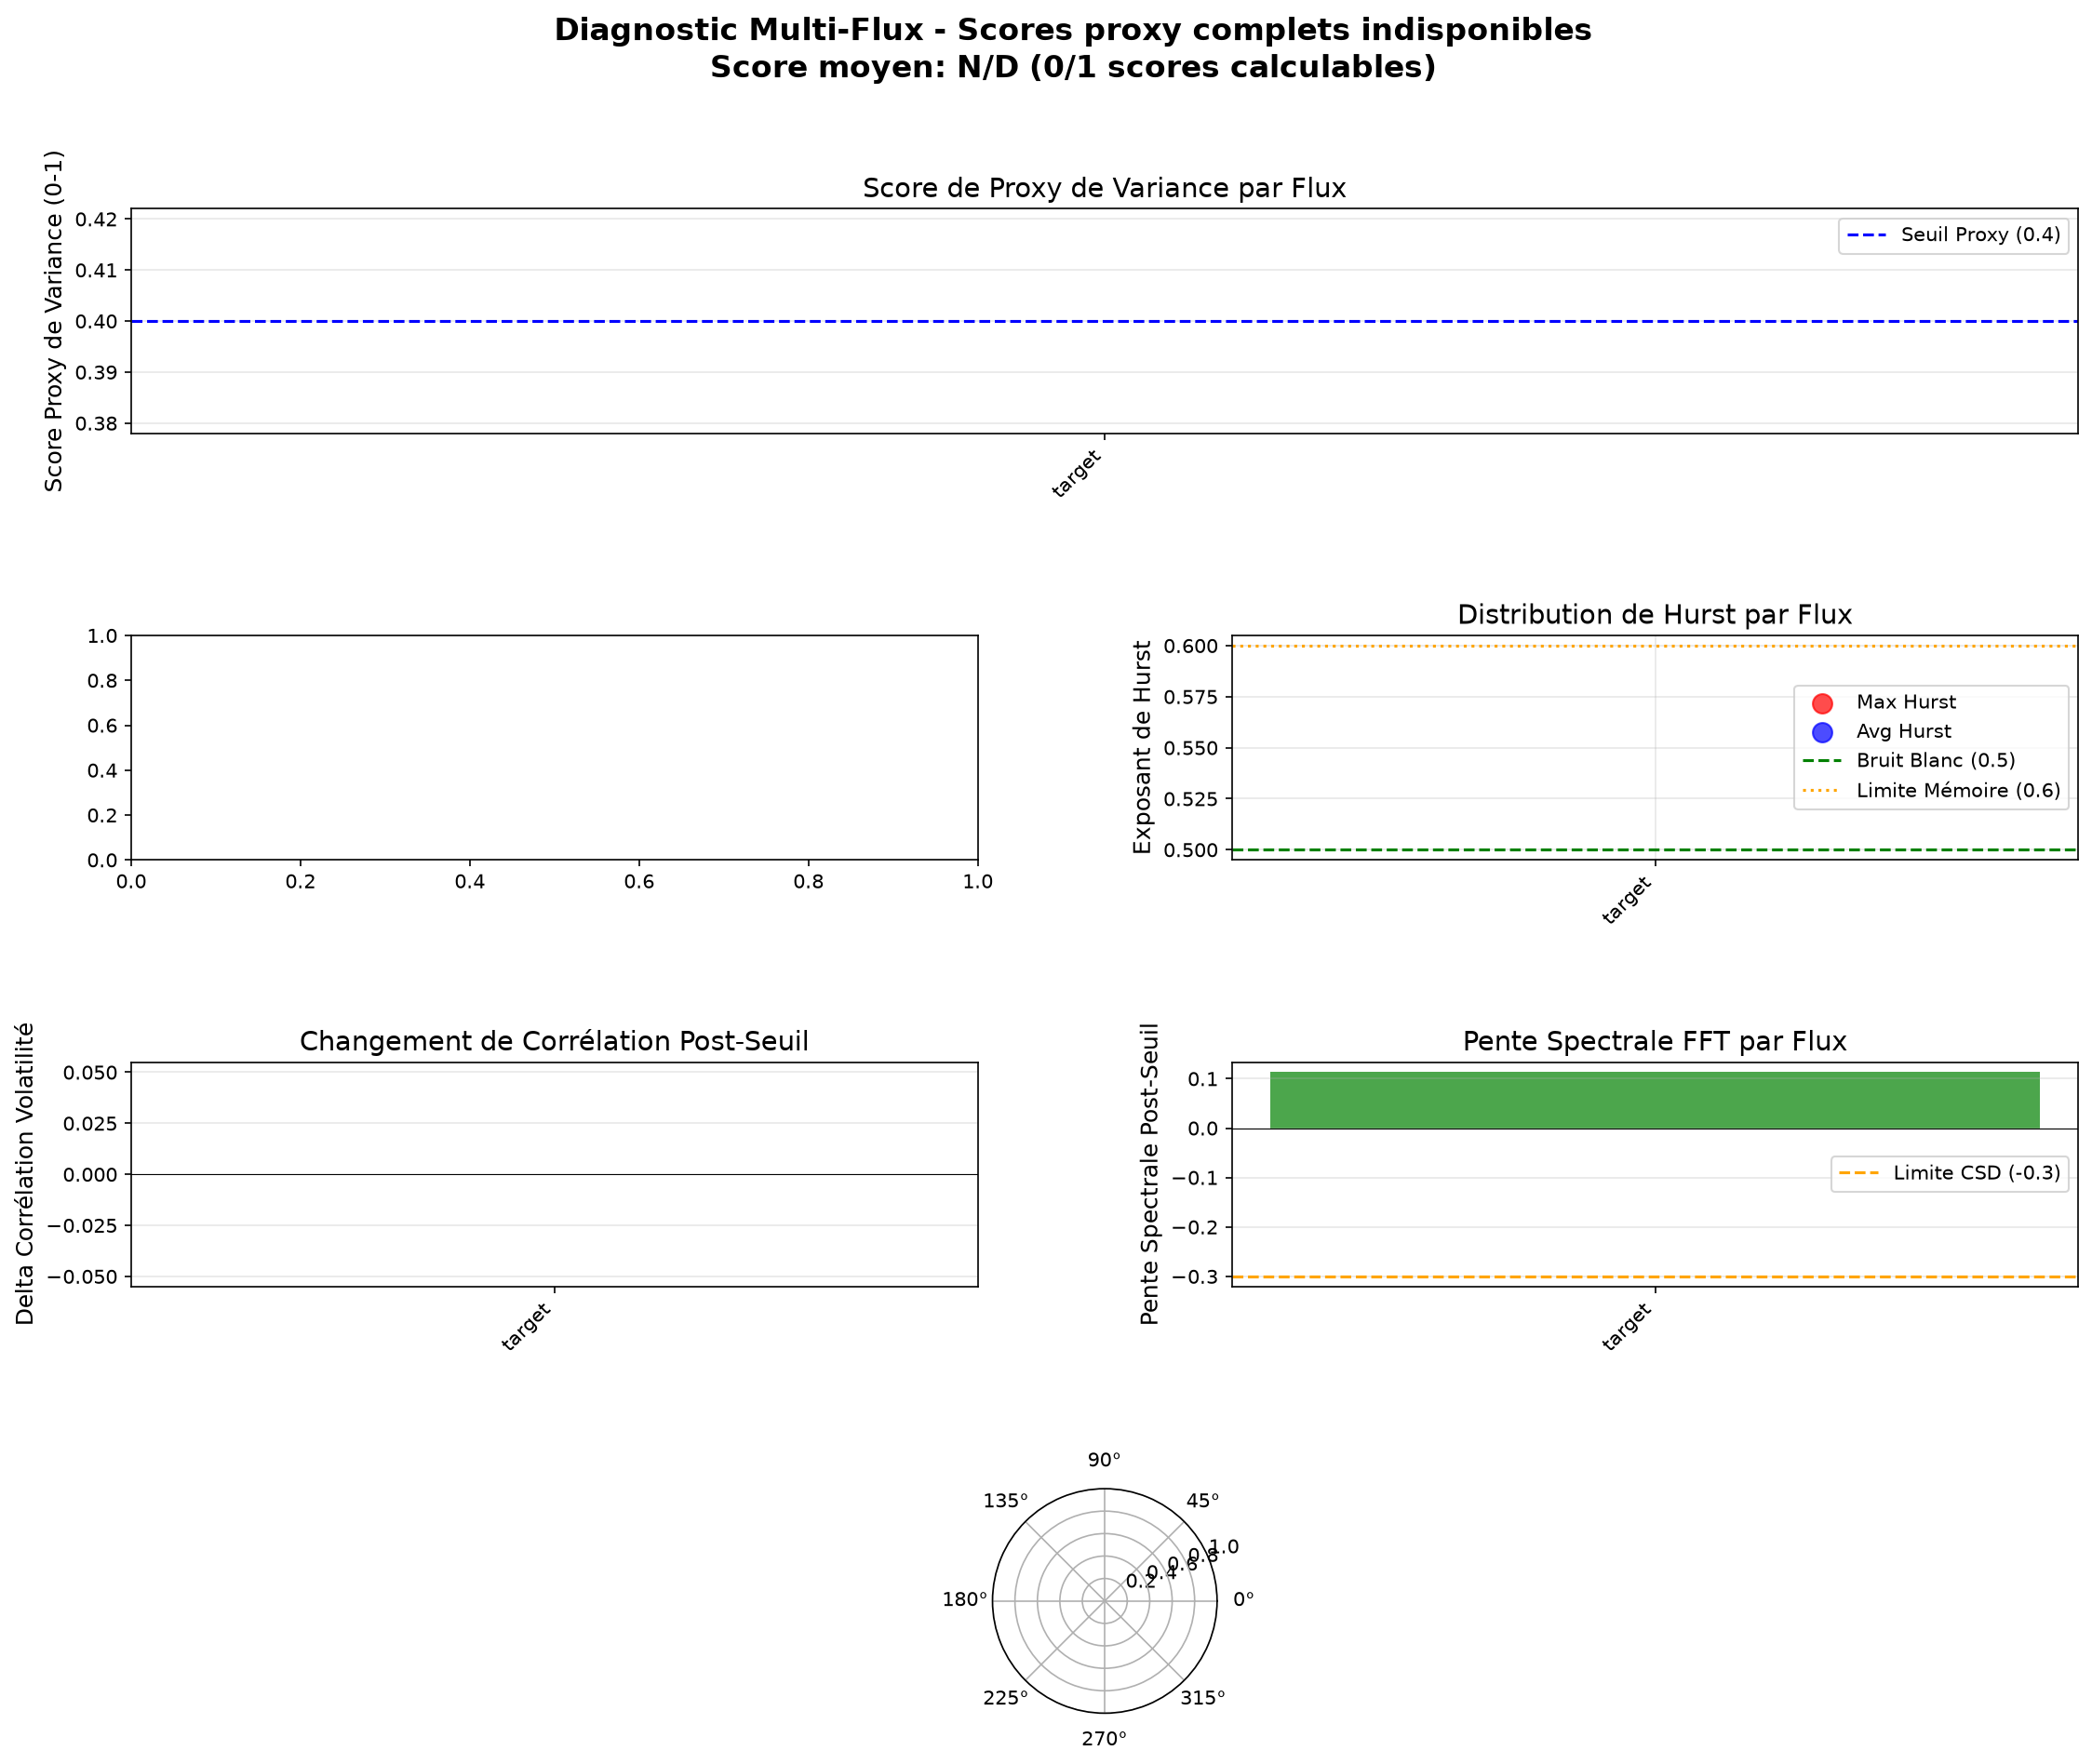 Diagnostic Multi-Flux - Scores proxy complets indisponibles
Score moyen: N/D (0/1 scores calculables)
Score de Proxy de Variance par Flux
Score Proxy de Variance (0-1)
0.42
0.41
0.40
0.39
0.38
Seuil Proxy (0.4)
target
1.0
0.8
0.6
0.4
0.2
0.0
0.0 0.2 0.4 0.6 0.8 1.0
Distribution de Hurst par Flux
Exposant de Hurst
0.600
0.575
0.550
0.525
0.500
Max Hurst
Avg Hurst
Bruit Blanc (0.5)
Limite Mémoire (0.6)
target
Changement de Corrélation Post-Seuil
Delta Corrélation Volatilité
0.050
0.025
0.000
−0.025
−0.050
target
Pente Spectrale FFT par Flux
Pente Spectrale Post-Seuil
0.1
0.0
−0.1
−0.2
−0.3
Limite CSD (-0.3)
target
90°
135° 45°
0.2 0.4 0.6 0.8 1.0
180° 0°
225° 315°
270°